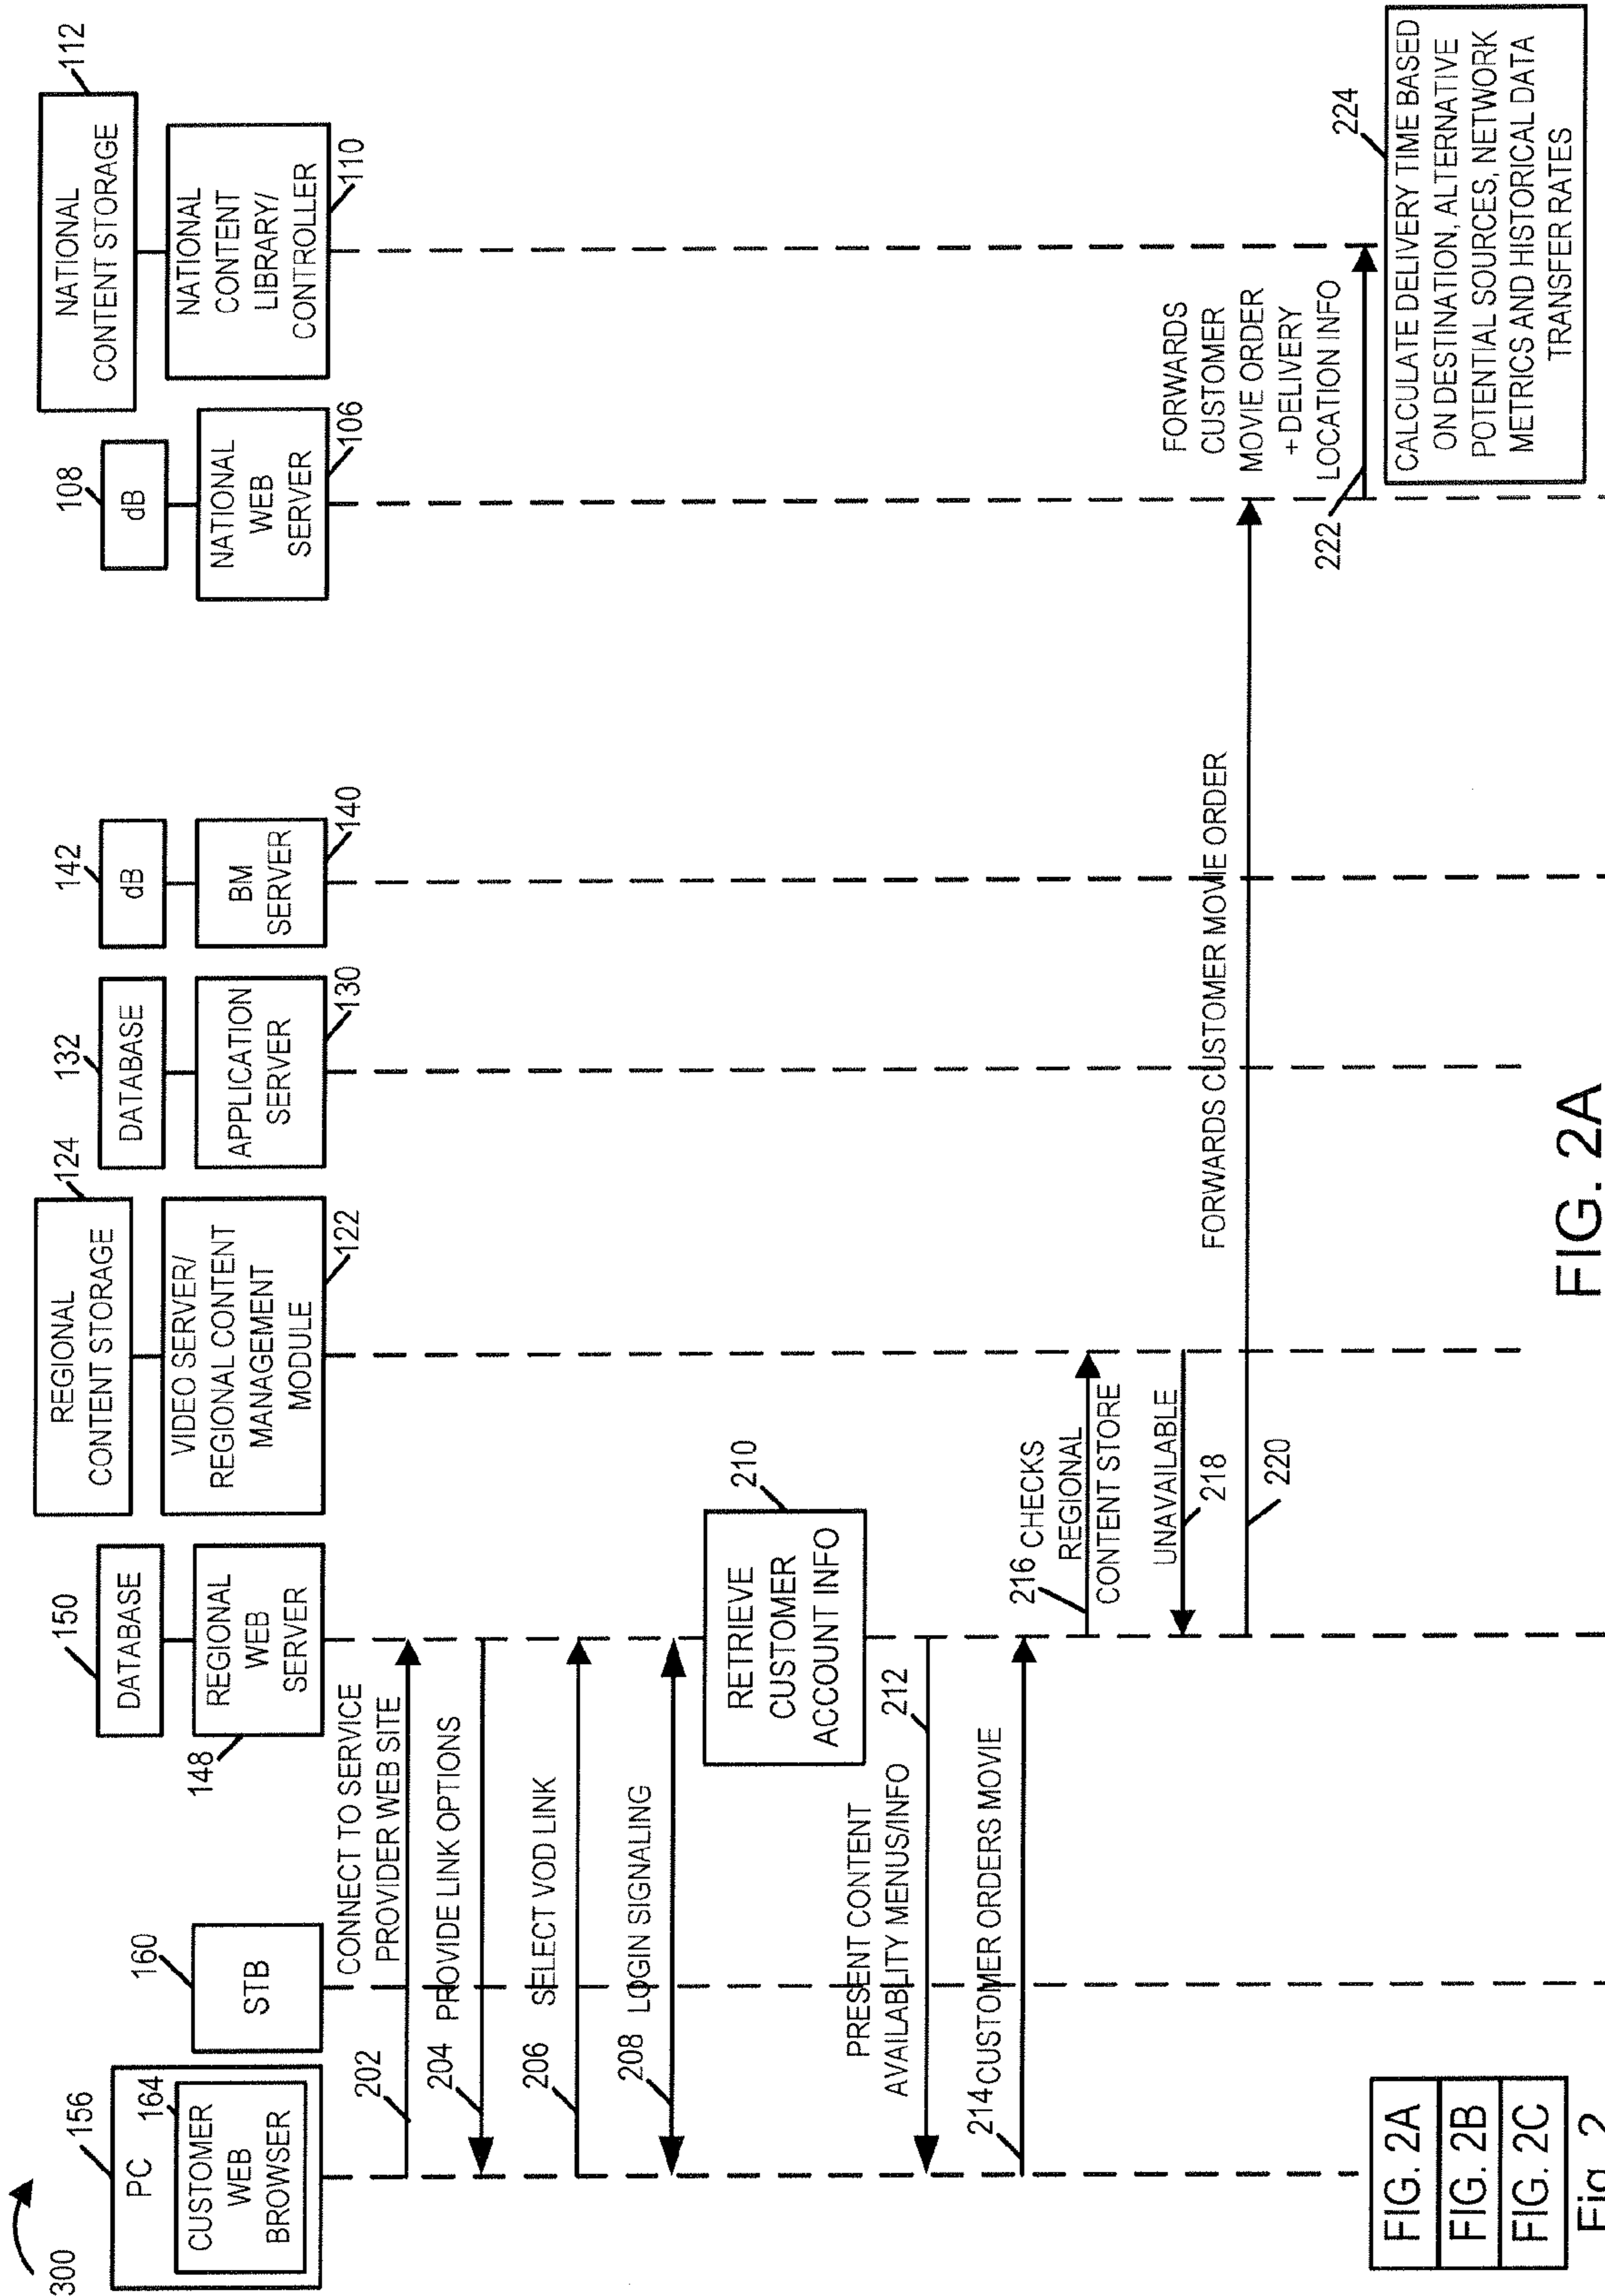 300
PC
156
164
CUSTOMER
WEB
BROWSER
160
STB
150
DATABASE
REGIONAL
WEB
SERVER
148
124
REGIONAL
CONTENT STORAGE
VIDEO SERVER/
REGIONAL CONTENT
MANAGEMENT
MODULE
122
132
DATABASE
APPLICATION
SERVER
130
142
dB
BM
SERVER
140
108
dB
NATIONAL
WEB
SERVER
106
112
NATIONAL
CONTENT STORAGE
NATIONAL
CONTENT
LIBRARY/
CONTROLLER
110
CONNECT TO SERVICE
PROVIDER WEB SITE
202
204
PROVIDE LINK OPTIONS
206
SELECT VOD LINK
208
LOGIN SIGNALING
RETRIEVE
CUSTOMER
ACCOUNT INFO
210
PRESENT CONTENT
AVAILABLITY MENUS/INFO
212
214
CUSTOMER ORDERS MOVIE
216
CHECKS
REGIONAL
CONTENT STORE
UNAVAILABLE
218
FORWARDS CUSTOMER MOVIE ORDER
220
FORWARDS
CUSTOMER
MOVIE ORDER
+ DELIVERY
LOCATION INFO
222
224
CALCULATE DELIVERY TIME BASED
ON DESTINATION, ALTERNATIVE
POTENTIAL SOURCES, NETWORK
METRICS AND HISTORICAL DATA
TRANSFER RATES
FIG. 2A
FIG. 2B
FIG. 2C
Fig. 2
FIG. 2A